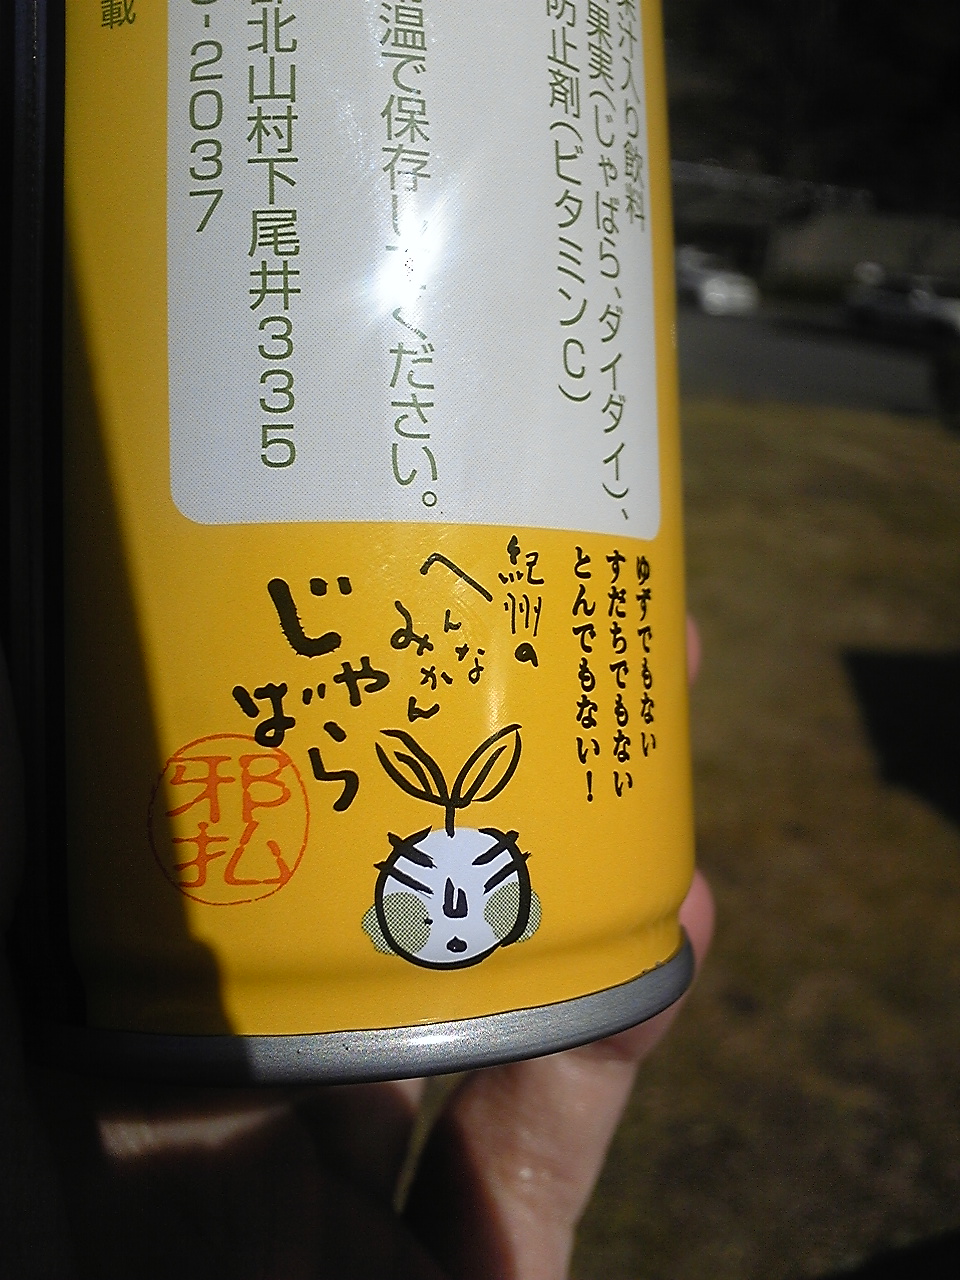 果汁入り飲料
果実(じゃばら、ダイダイ)、
防止剤(ビタミンC)
温で保存してください。
北山村下尾井335
-2037
載
ゆずでもない
すだちでもない
とんでもない!
紀州の
へんな
みかん
じゃばら
邪払